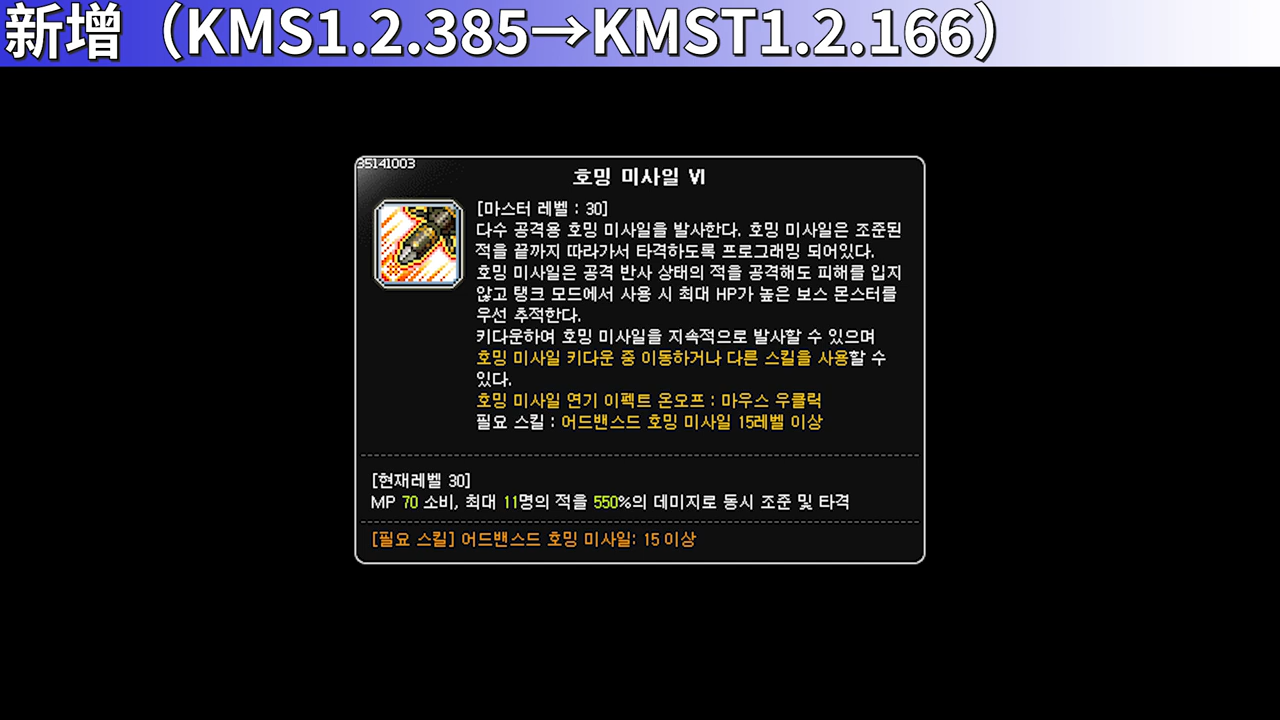 新增（KMS1.2.385→KMST1.2.166）
35141003
호밍 미사일 VI
[마스터 레벨 : 30]
다수 공격용 호밍 미사일을 발사한다. 호밍 미사일은 조준된
적을 끝까지 따라가서 타격하도록 프로그래밍 되어있다.
호밍 미사일은 공격 반사 상태의 적을 공격해도 피해를 입지
않고 탱크 모드에서 사용 시 최대 HP가 높은 보스 몬스터를
우선 추적한다.
키다운하여 호밍 미사일을 지속적으로 발사할 수 있으며
호밍 미사일 키다운 중 이동하거나 다른 스킬을 사용할 수
있다.
호밍 미사일 연기 이펙트 온오프 : 마우스 우클릭
필요 스킬 : 어드밴스드 호밍 미사일 15레벨 이상
[현재레벨 30]
MP 70 소비, 최대 11명의 적을 550%의 데미지로 동시 조준 및 타격
[필요 스킬] 어드밴스드 호밍 미사일: 15 이상